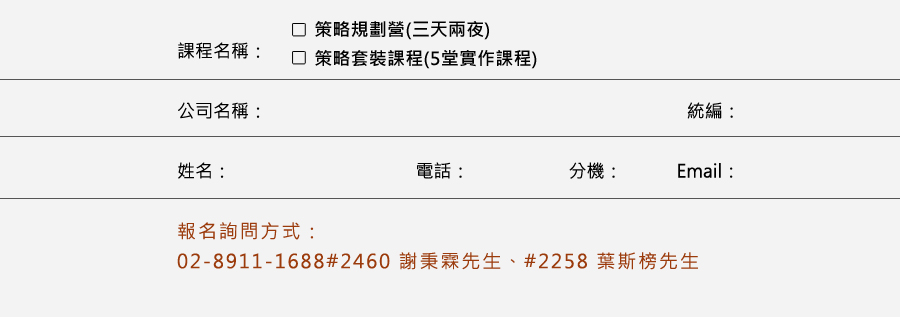 □ 策略規劃營(三天兩夜)
課程名稱：
□ 策略套裝課程(5堂實作課程)
公司名稱： 統編：
姓名： 電話： 分機： Email：
報名詢問方式：
02-8911-1688#2460 謝秉霖先生、#2258 葉斯榜先生